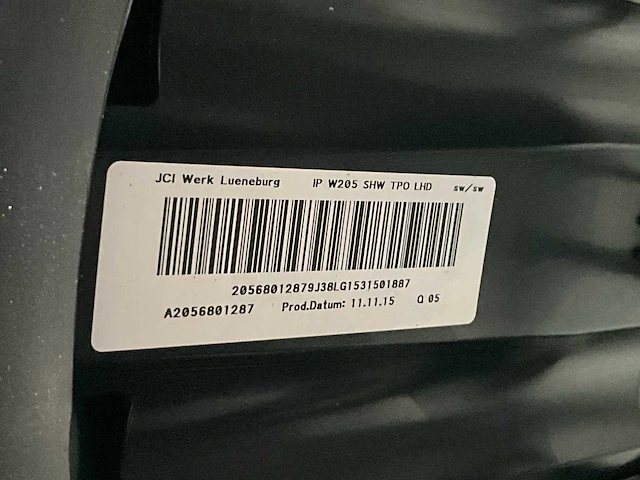 JCI Werk Lueneburg IP W205 SHW TPO LHD sw/sw
20568012879J38LG1531501887
A2056801287 Prod.Datum: 11.11.15 Q 05